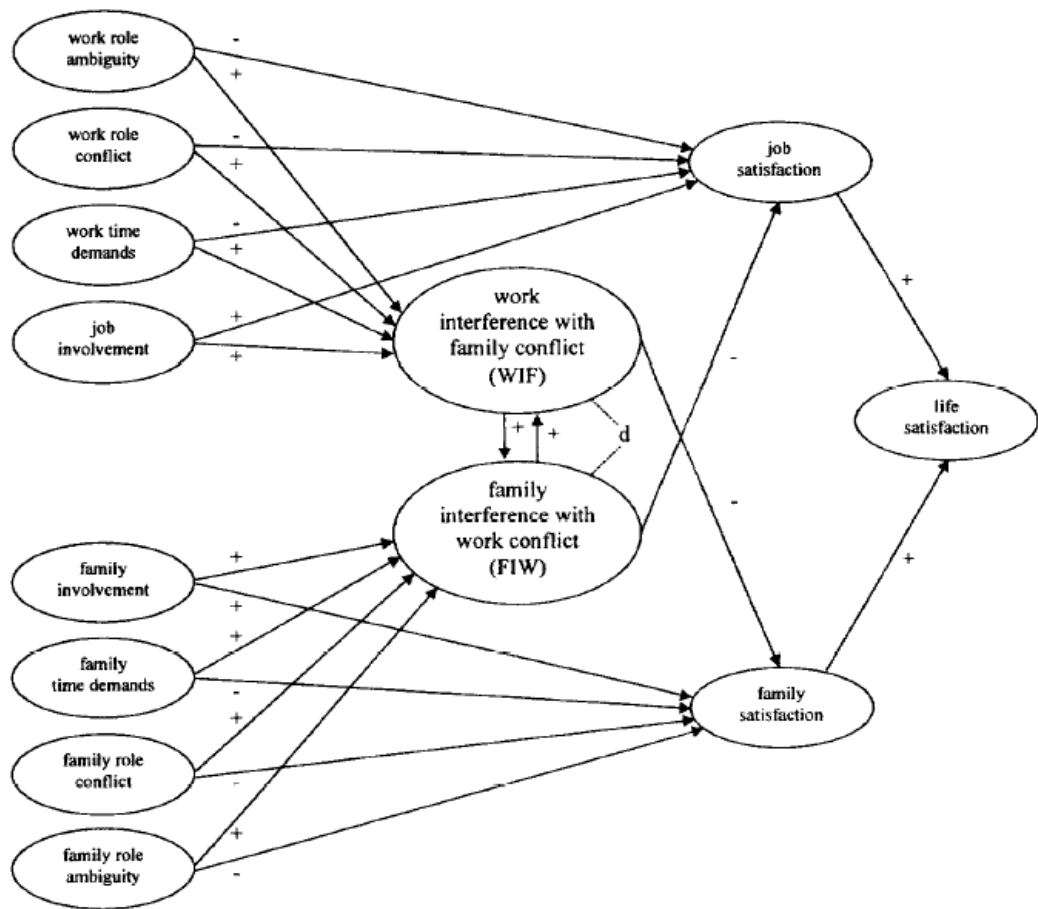 work role
ambiguity
-
+
work role
conflict
-
+
job
satisfaction
work time
demands
-
+
+
job
involvement
+
+
work
interference with
family conflict
(WIF)
-
life
satisfaction
+
+
d
family
interference with
work conflict
(FIW)
-
+
family
involvement
+
+
+
family
time demands
-
+
family
satisfaction
family role
conflict
-
+
family role
ambiguity
-